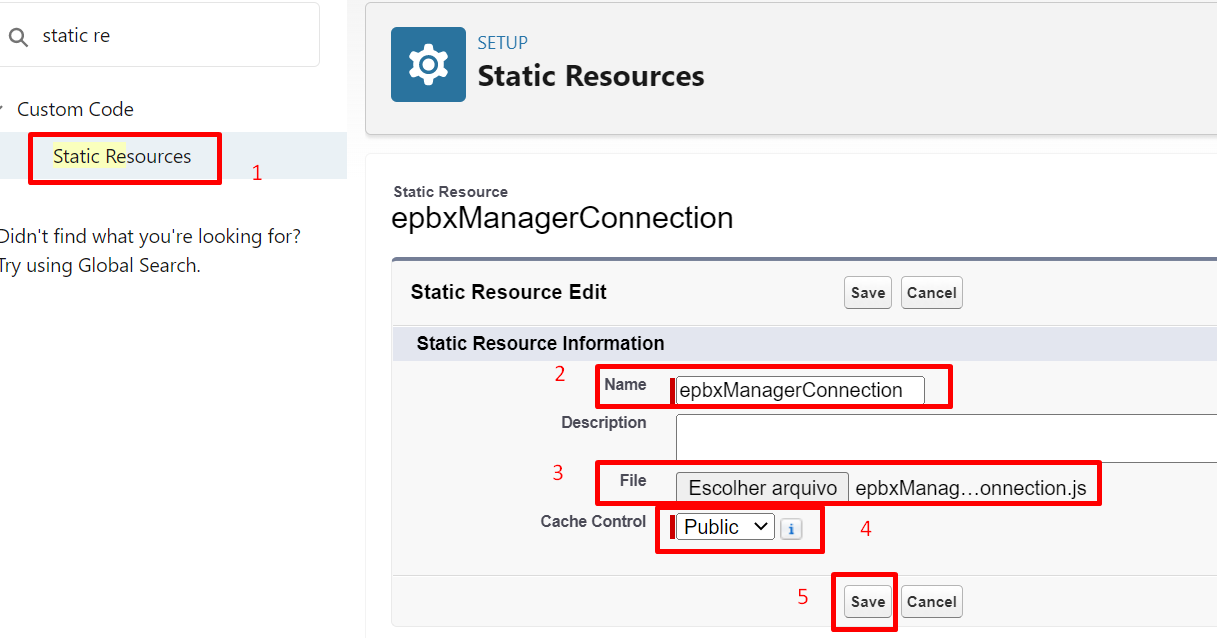 static re
SETUP
Static Resources
Custom Code
Static Resources
1
Didn't find what you're looking for?
Try using Global Search.
Static Resource
epbxManagerConnection
Static Resource Edit
Save
Cancel
Static Resource Information
2
Name
epbxManagerConnection
Description
3
File
Escolher arquivo
epbxManag…onnection.js
Cache Control
Public
i
4
5
Save
Cancel